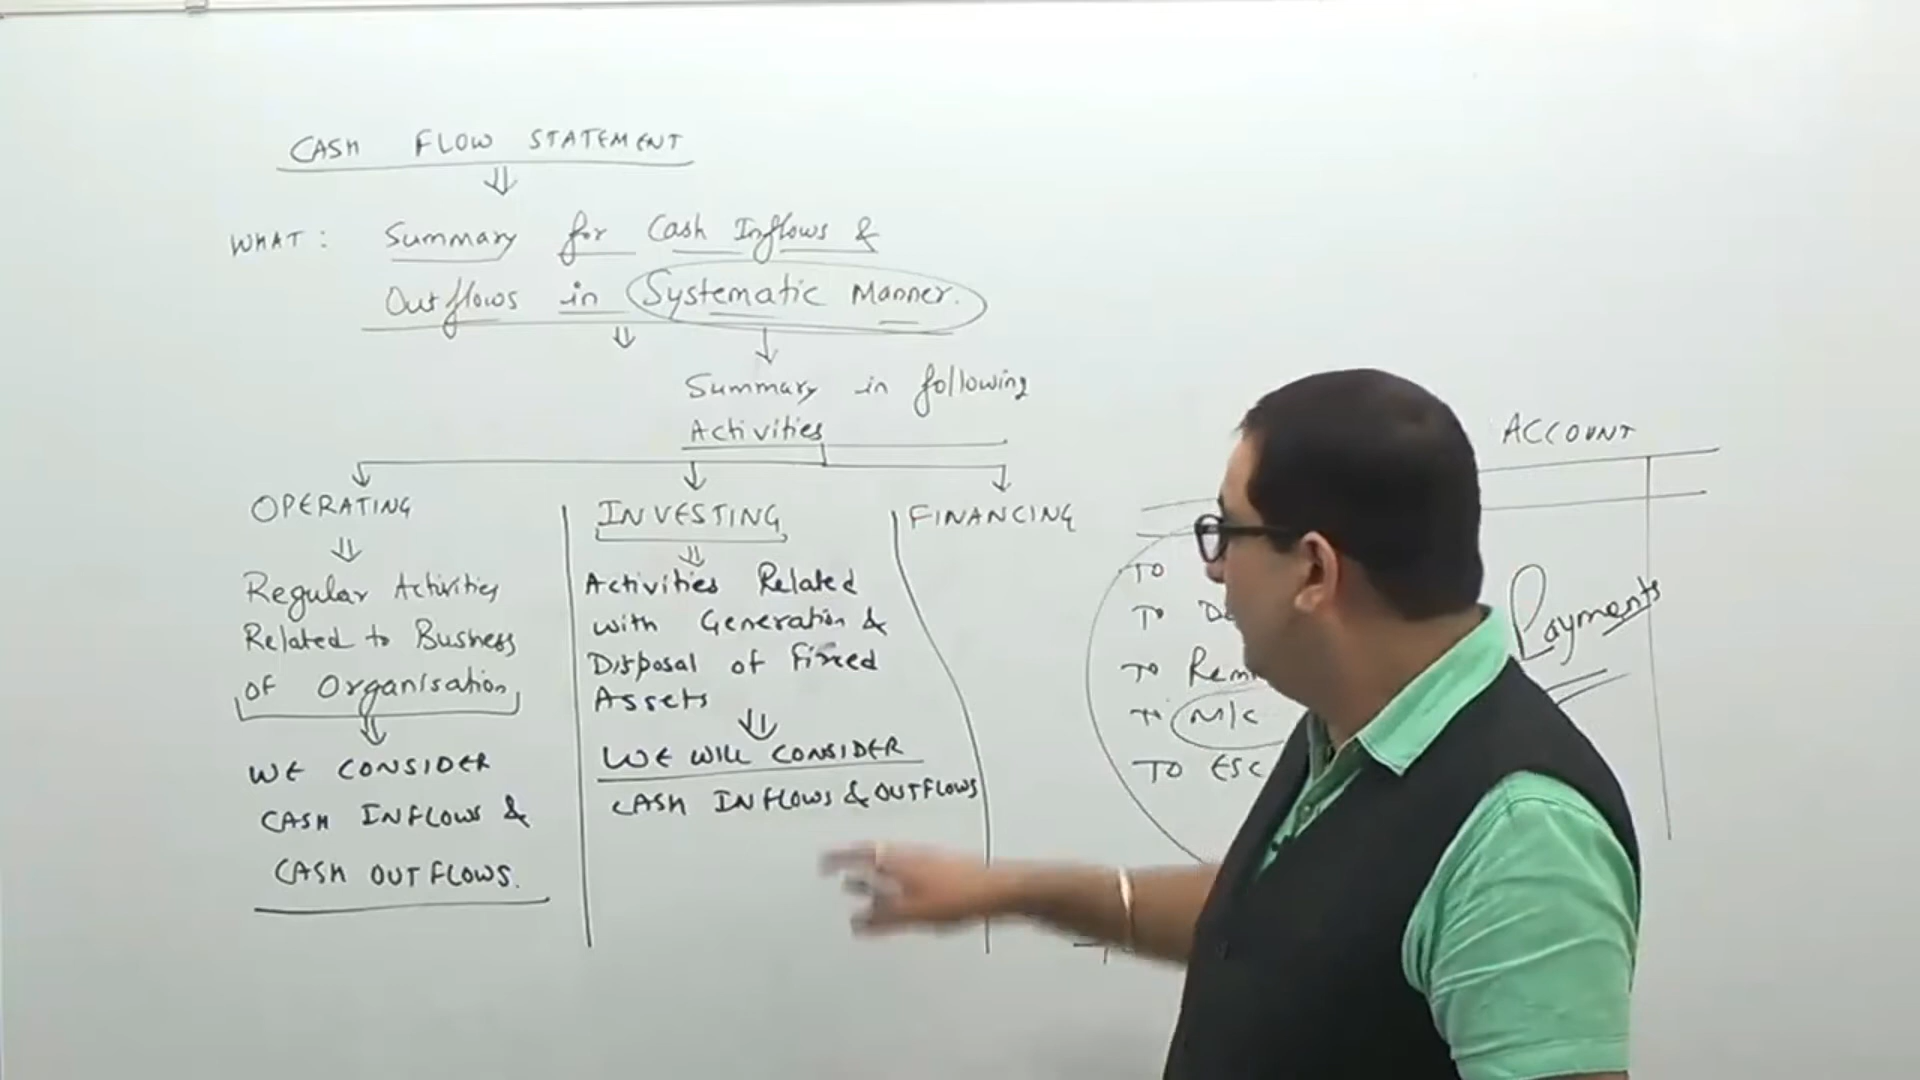 CASH FLOW STATEMENT
WHAT: Summary for Cash Inflows &
Outflows in Systematic Manner.
Summary in following
Activities
OPERATING
Regular Activities
Related to Business
of Organisation
WE CONSIDER
CASH INFLOWS &
CASH OUTFLOWS.
INVESTING
Activities Related
with Generation &
Disposal of Fixed
Assets
WE WILL CONSIDER
CASH INFLOWS & OUTFLOWS
FINANCING
ACCOUNT
TO
TO
TO
TO M/C
TO
Payments